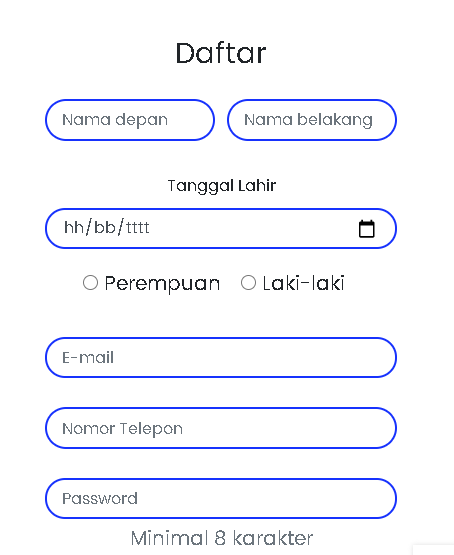 Daftar
Nama depan Nama belakang
Tanggal Lahir
hh/bb/tttt
Perempuan Laki-laki
E-mail
Nomor Telepon
Password
Minimal 8 karakter